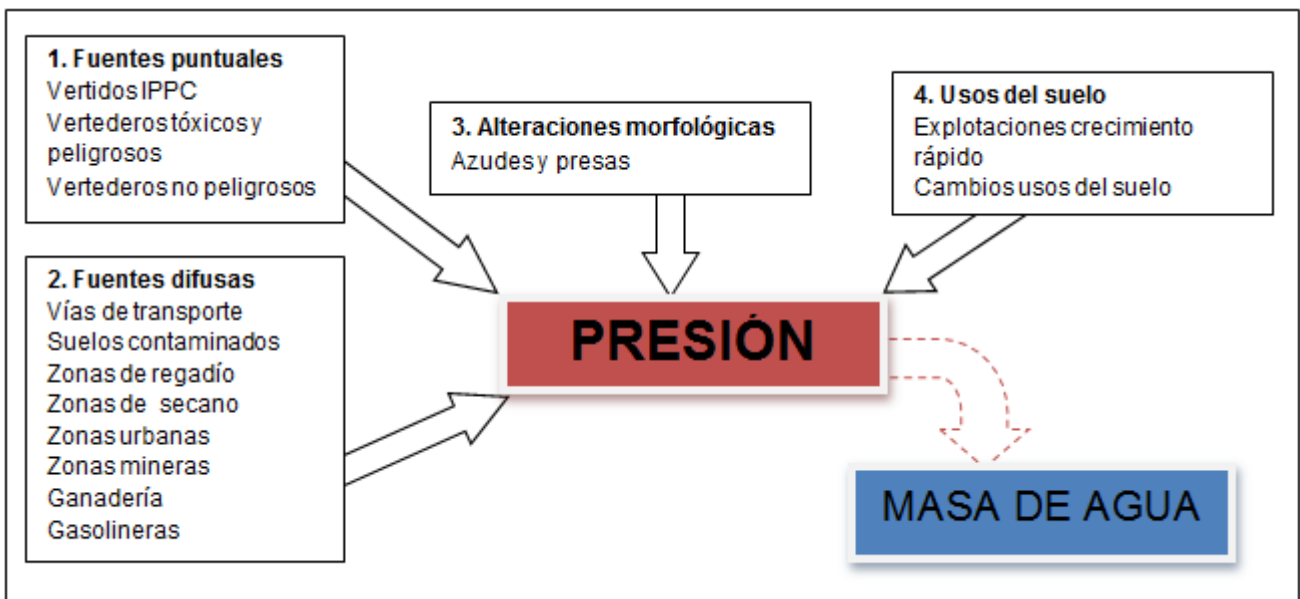 1. Fuentes puntuales
Vertidos IPPC
Vertederos tóxicos y
peligrosos
Vertederos no peligrosos
2. Fuentes difusas
Vías de transporte
Suelos contaminados
Zonas de regadío
Zonas de secano
Zonas urbanas
Zonas mineras
Ganadería
Gasolineras
3. Alteraciones morfológicas
Azudes y presas
4. Usos del suelo
Explotaciones crecimiento
rápido
Cambios usos del suelo
PRESIÓN
MASA DE AGUA